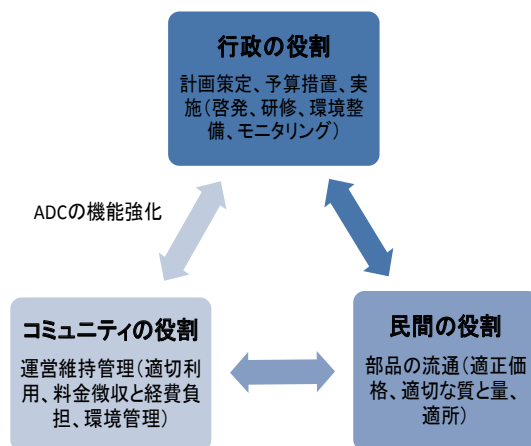 行政の役割
計画策定、予算措置、実
施（啓発、研修、環境整
備、モニタリング）
ADCの機能強化
コミュニティの役割
運営維持管理（適切利
用、料金徴収と経費負
担、環境管理）
民間の役割
部品の流通（適正価
格、適切な質と量、
適所）